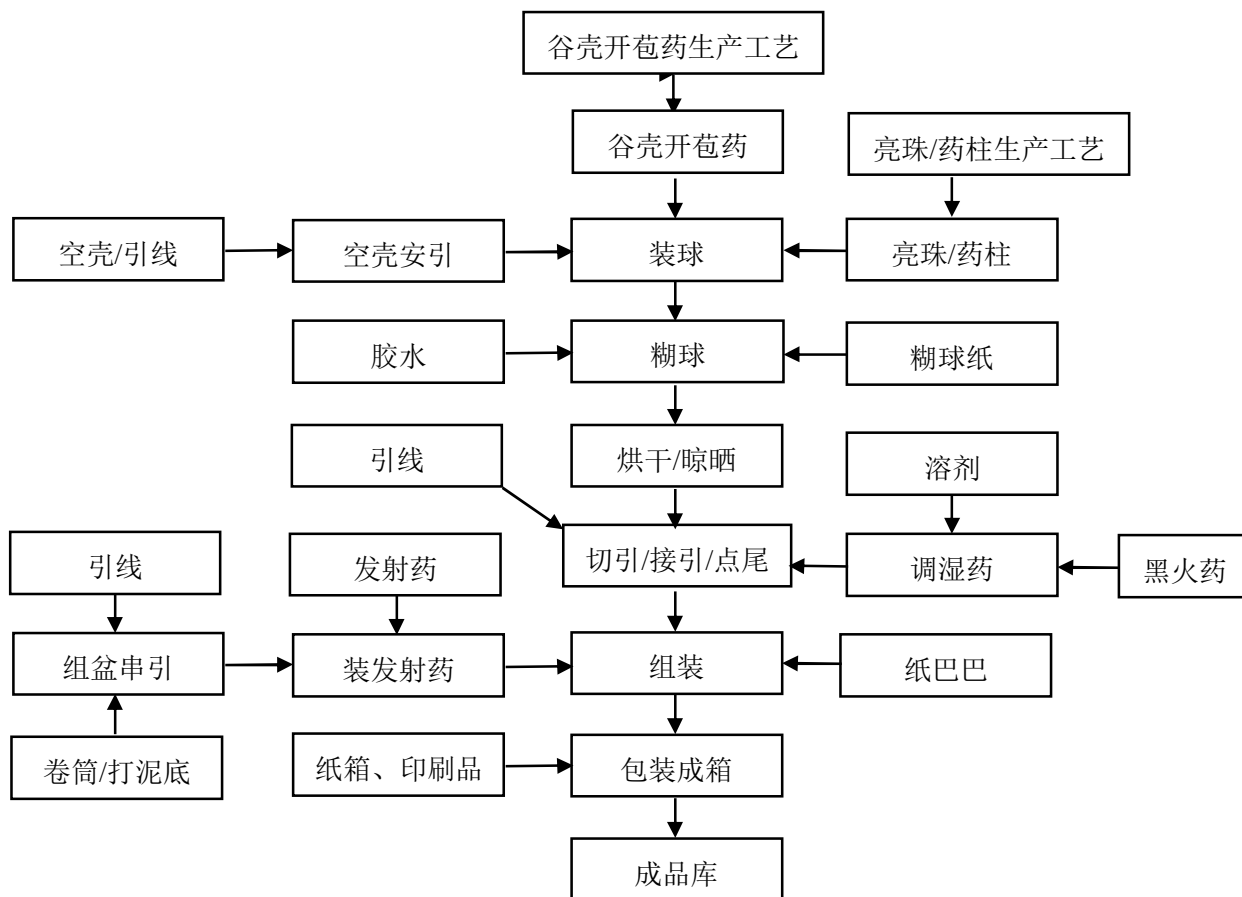 谷壳开苞药生产工艺
谷壳开苞药
亮珠/药柱生产工艺
空壳/引线
空壳安引
装球
亮珠/药柱
胶水
糊球
糊球纸
引线
烘干/晾晒
溶剂
引线
发射药
切引/接引/点尾
调湿药
黑火药
组盆串引
装发射药
组装
纸巴巴
卷筒/打泥底
纸箱、印刷品
包装成箱
成品库